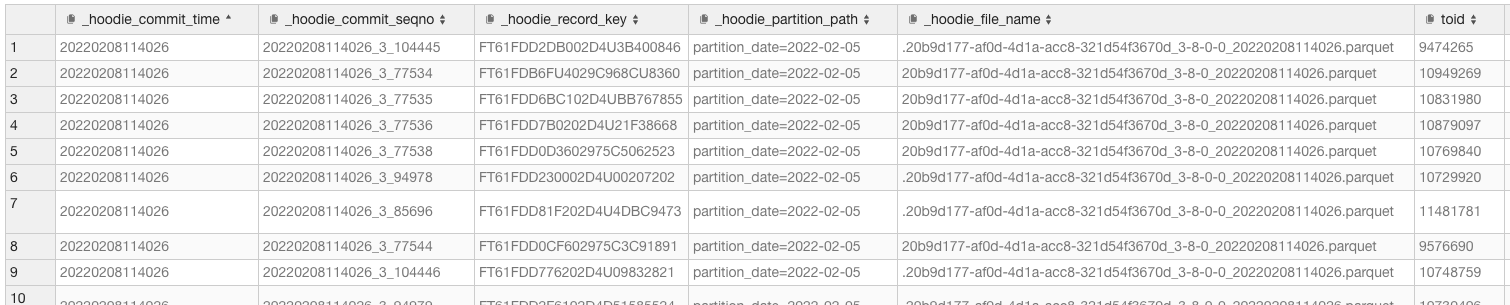 _hoodie_commit_time _hoodie_commit_seqno _hoodie_record_key _hoodie_partition_path _hoodie_file_name toid
1 20220208114026 20220208114026_3_104445 FT61FDD2DB002D4U3B400846 partition_date=2022-02-05 .20b9d177-af0d-4d1a-acc8-321d54f3670d_3-8-0-0_20220208114026.parquet 9474265
2 20220208114026 20220208114026_3_77534 FT61FDB6FU4029C968CU8360 partition_date=2022-02-05 20b9d177-af0d-4d1a-acc8-321d54f3670d_3-8-0_20220208114026.parquet 10949269
3 20220208114026 20220208114026_3_77535 FT61FDD6BC102D4UBB767855 partition_date=2022-02-05 20b9d177-af0d-4d1a-acc8-321d54f3670d_3-8-0_20220208114026.parquet 10831980
4 20220208114026 20220208114026_3_77536 FT61FDD7B0202D4U21F38668 partition_date=2022-02-05 20b9d177-af0d-4d1a-acc8-321d54f3670d_3-8-0_20220208114026.parquet 10879097
5 20220208114026 20220208114026_3_77538 FT61FDD0D3602975C5062523 partition_date=2022-02-05 20b9d177-af0d-4d1a-acc8-321d54f3670d_3-8-0_20220208114026.parquet 10769840
6 20220208114026 20220208114026_3_94978 FT61FDD230002D4U00207202 partition_date=2022-02-05 .20b9d177-af0d-4d1a-acc8-321d54f3670d_3-8-0-0_20220208114026.parquet 10729920
7 20220208114026 20220208114026_3_85696 FT61FDD81F202D4U4DBC9473 partition_date=2022-02-05 .20b9d177-af0d-4d1a-acc8-321d54f3670d_3-8-0-0_20220208114026.parquet 11481781
8 20220208114026 20220208114026_3_77544 FT61FDD0CF602975C3C91891 partition_date=2022-02-05 20b9d177-af0d-4d1a-acc8-321d54f3670d_3-8-0_20220208114026.parquet 9576690
9 20220208114026 20220208114026_3_104446 FT61FDD776202D4U09832821 partition_date=2022-02-05 .20b9d177-af0d-4d1a-acc8-321d54f3670d_3-8-0-0_20220208114026.parquet 10748759
10